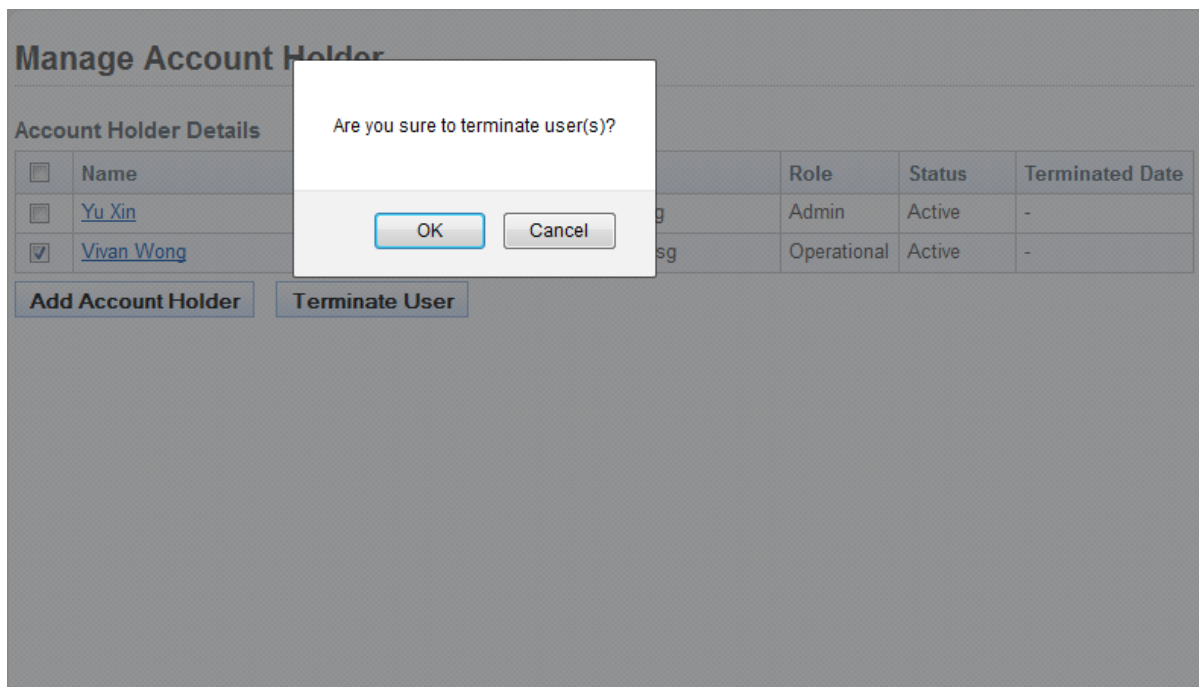 Manage Account Holder
Are you sure to terminate user(s)?
Account Holder Details
Name Role Status Terminated Date
Yu Xin g Admin Active -
Vivan Wong sg Operational Active -
OK Cancel
Add Account Holder Terminate User